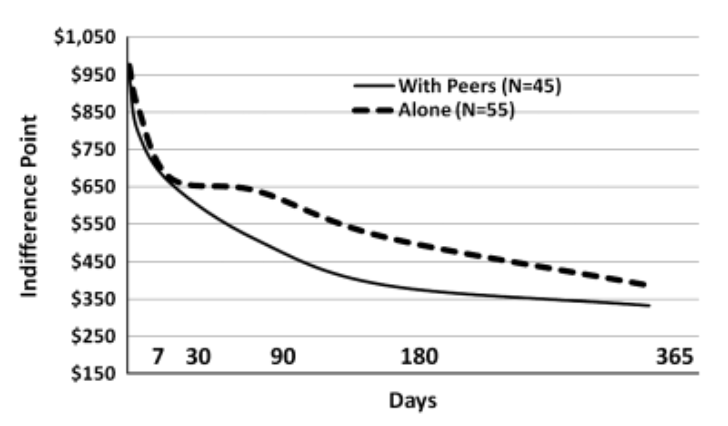 $1,050
$950
$850
$750
$650
$550
$450
$350
$250
$150
Indifference Point
With Peers (N=45)
Alone (N=55)
7 30 90 180 365
Days